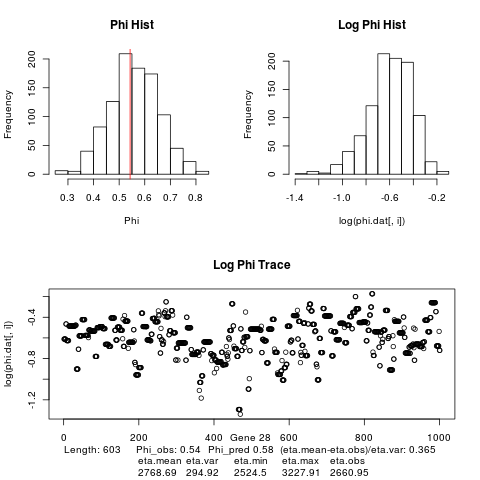 Phi Hist
Log Phi Hist
Frequency
0 50 100 150 200
0.3 0.4 0.5 0.6 0.7 0.8
Phi
Frequency
0 50 100 150 200
-1.4 -1.0 -0.6 -0.2
log(phi.dat[, i])
Log Phi Trace
log(phi.dat[, i])
-1.2 -0.8 -0.4
0 200 400 600 800 1000
Gene 28
Length: 603 Phi_obs: 0.54 Phi_pred 0.58 (eta.mean-eta.obs)/eta.var: 0.365
eta.mean eta.var eta.min eta.max eta.obs
2768.69 294.92 2524.5 3227.91 2660.95